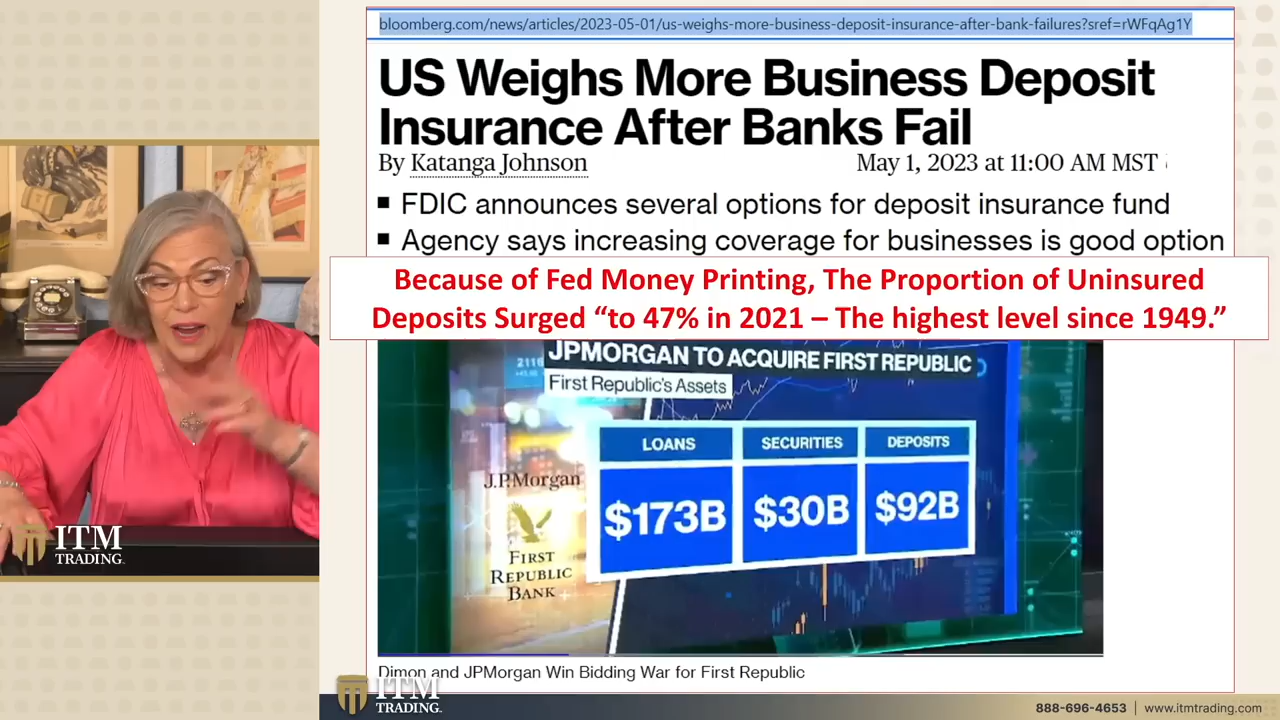 bloomberg.com/news/articles/2023-05-01/us-weighs-more-business-deposit-insurance-after-bank-failures?sref=rWFqAg1Y
US Weighs More Business Deposit
Insurance After Banks Fail
By Katanga Johnson
May 1, 2023 at 11:00 AM MST
■ FDIC announces several options for deposit insurance fund
■ Agency says increasing coverage for businesses is good option
Because of Fed Money Printing, The Proportion of Uninsured
Deposits Surged “to 47% in 2021 – The highest level since 1949.”
JPMORGAN TO ACQUIRE FIRST REPUBLIC
First Republic's Assets
LOANS SECURITIES DEPOSITS
$173B $30B $92B
J.P.Morgan
FIRST
REPUBLIC
BANK
Dimon and JPMorgan Win Bidding War for First Republic
ITM
TRADING
ITM
TRADING
888-696-4653 | www.itmtrading.com